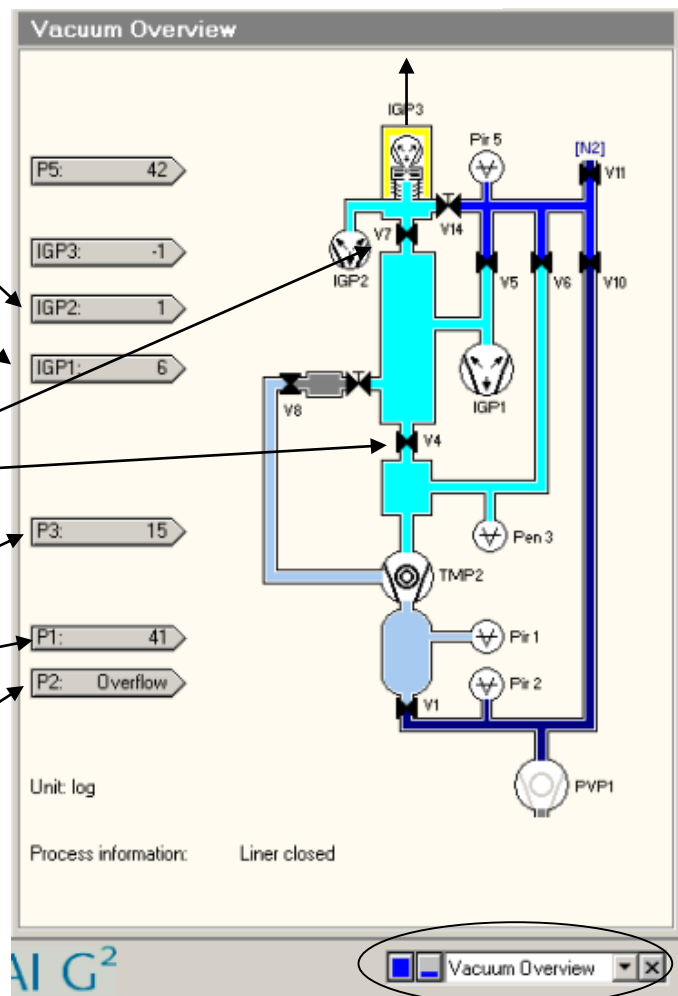 Vacuum Overview
IGP3
Pir 5
[N2]
P5: 42
V11
V7
V14
IGP3: -1
IGP2
V5
V6
V10
IGP2: 1
IGP1: 6
V8
IGP1
V4
P3: 15
Pen 3
TMP2
P1: 41
Pir 1
P2: Overflow
Pir 2
V1
Unit: log
PVP1
Process information: Liner closed
AI G²
Vacuum Overview